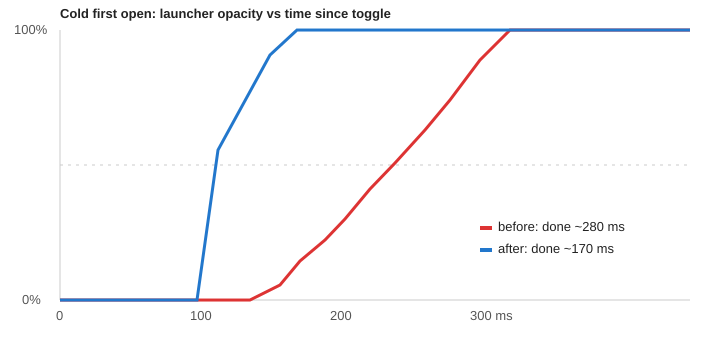 Cold first open: launcher opacity vs time since toggle
100%
before: done ~280 ms
after: done ~170 ms
0%
0 100 200 300 ms